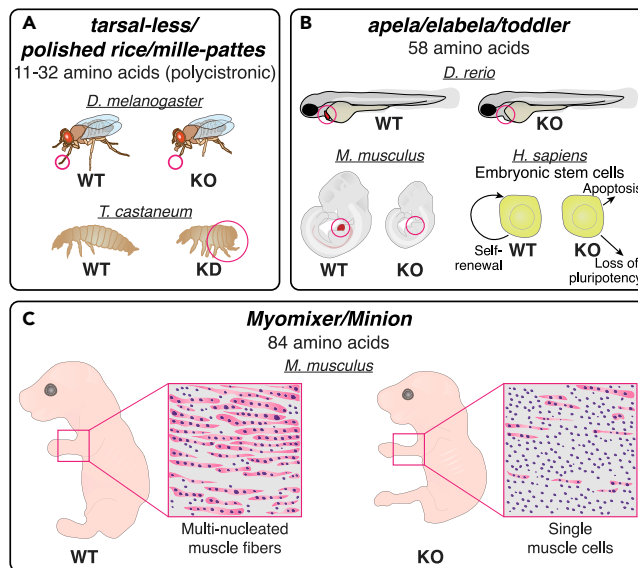 A
tarsal-less/
polished rice/mille-pattes
11-32 amino acids (polycistronic)
D. melanogaster
WT
KO
T. castaneum
WT
KD
B
apela/elabela/toddler
58 amino acids
D. rerio
WT
KO
M. musculus
WT
KO
H. sapiens
Embryonic stem cells
Apoptosis
WT
KO
Self-
renewal
Loss of
pluripotency
C
Myomixer/Minion
84 amino acids
M. musculus
Multi-nucleated
muscle fibers
WT
Single
muscle cells
KO